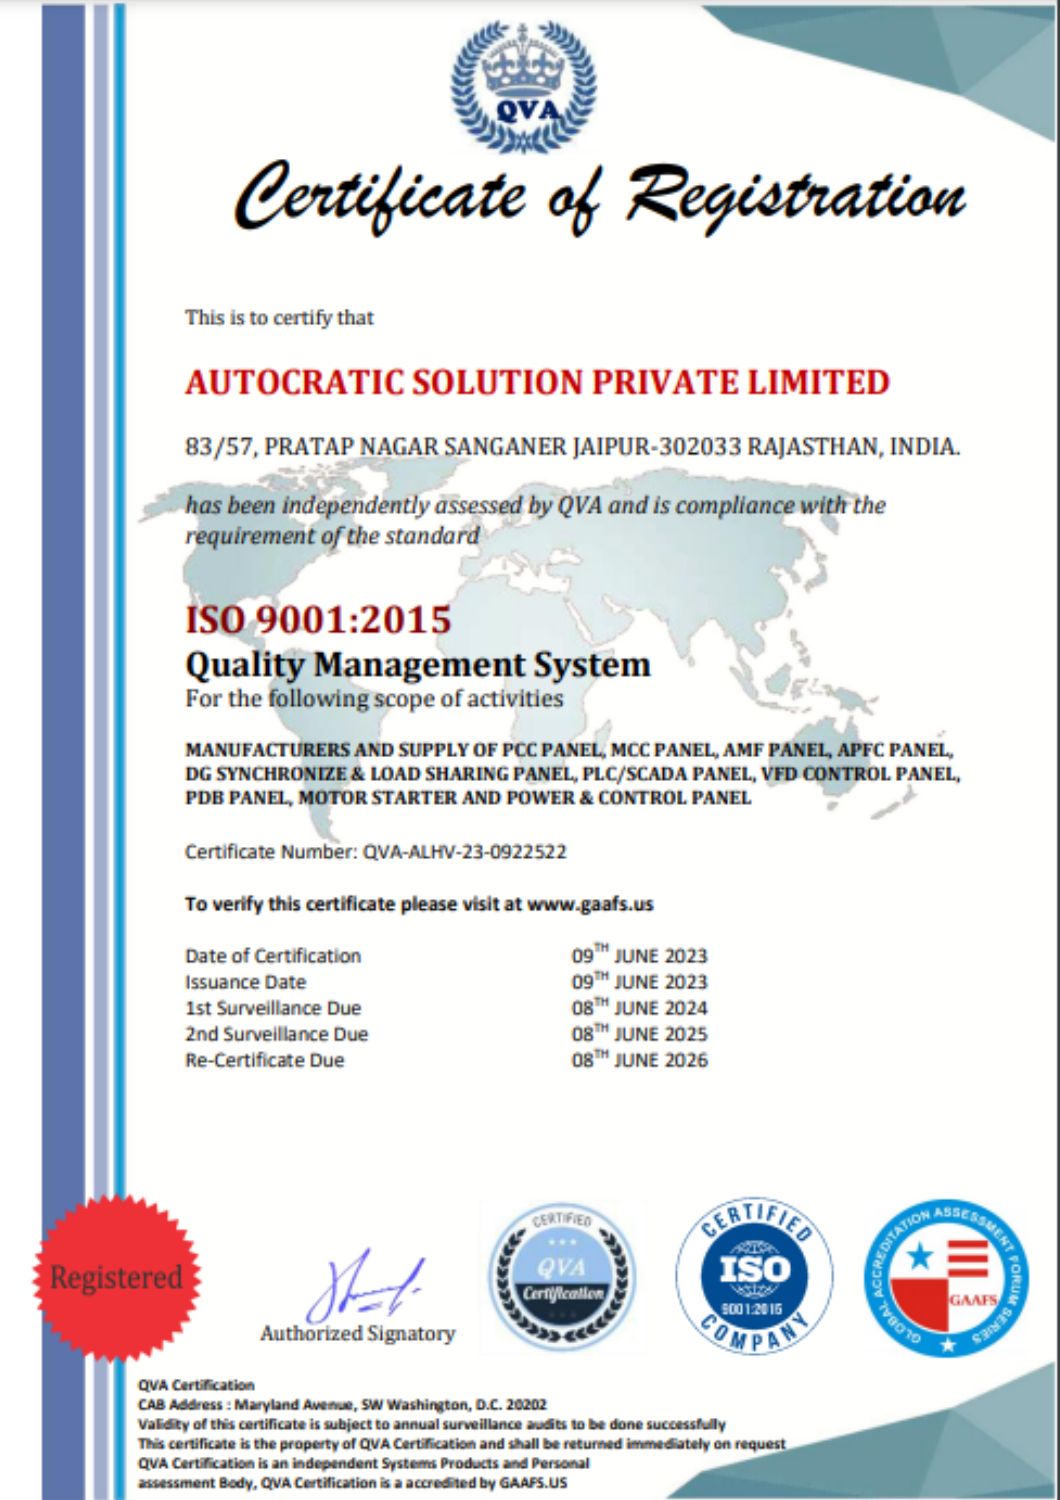 QVA
Certificate of Registration
This is to certify that
AUTOCRATIC SOLUTION PRIVATE LIMITED
83/57, PRATAP NAGAR SANGANER JAIPUR-302033 RAJASTHAN, INDIA.
has been independently assessed by QVA and is compliance with the
requirement of the standard
ISO 9001:2015
Quality Management System
For the following scope of activities
MANUFACTURERS AND SUPPLY OF PCC PANEL, MCC PANEL, AMF PANEL, APFC PANEL,
DG SYNCHRONIZE & LOAD SHARING PANEL, PLC/SCADA PANEL, VFD CONTROL PANEL,
PDB PANEL, MOTOR STARTER AND POWER & CONTROL PANEL
Certificate Number: QVA-ALHV-23-0922522
To verify this certificate please visit at www.gaafs.us
Date of Certification 09TH JUNE 2023
Issuance Date 09TH JUNE 2023
1st Surveillance Due 08TH JUNE 2024
2nd Surveillance Due 08TH JUNE 2025
Re-Certificate Due 08TH JUNE 2026
Registered
Authorized Signatory
CERTIFIED
QVA
Certification
CERTIFIED
ISO
9001:2015
COMPANY
GLOBAL ACCREDITATION ASSESSMENT FORUM SERIES
GAAFS
QVA Certification
CAB Address : Maryland Avenue, SW Washington, D.C. 20202
Validity of this certificate is subject to annual surveillance audits to be done successfully
This certificate is the property of QVA Certification and shall be returned immediately on request
QVA Certification is an independent Systems Products and Personal
assessment Body, QVA Certification is a accredited by GAAFS.US